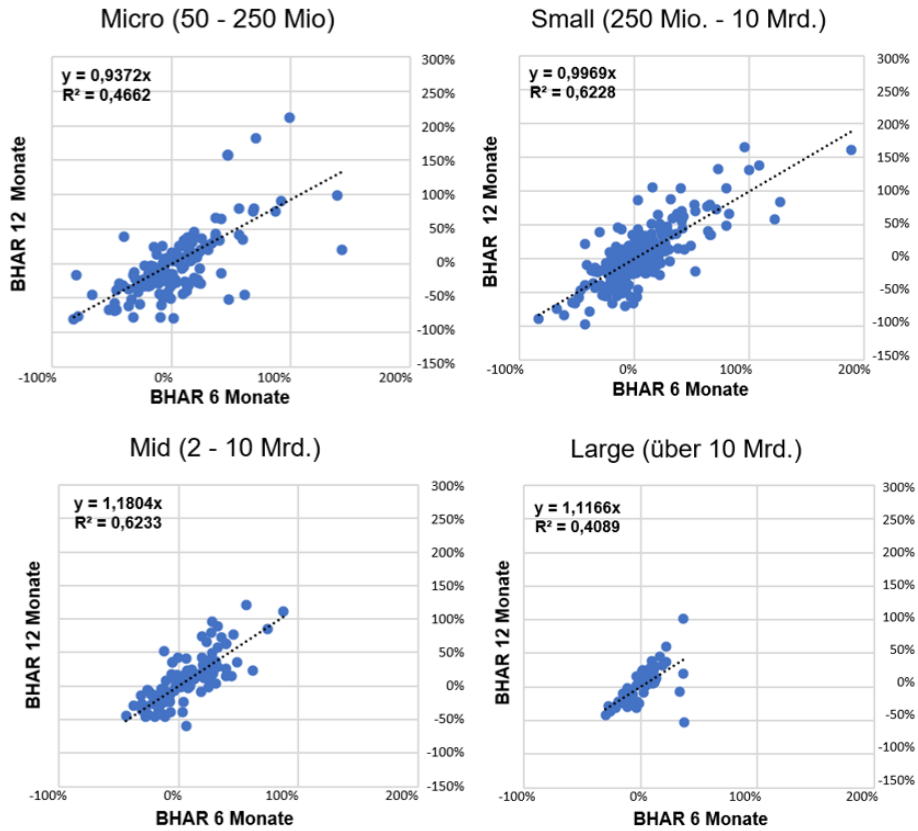 Micro (50 - 250 Mio)
y = 0,9372x
R² = 0,4662
300%
250%
200%
150%
100%
50%
0%
-50%
-100%
-150%
BHAR 12 Monate
-100%
0%
100%
200%
BHAR 6 Monate
Small (250 Mio. - 10 Mrd.)
y = 0,9969x
R² = 0,6228
300%
250%
200%
150%
100%
50%
0%
-50%
-100%
-150%
BHAR 12 Monate
-100%
0%
100%
200%
BHAR 6 Monate
Mid (2 - 10 Mrd.)
y = 1,1804x
R² = 0,6233
300%
250%
200%
150%
100%
50%
0%
-50%
-100%
-150%
BHAR 12 Monate
-100%
0%
100%
200%
BHAR 6 Monate
Large (über 10 Mrd.)
y = 1,1166x
R² = 0,4089
300%
250%
200%
150%
100%
50%
0%
-50%
-100%
-150%
BHAR 12 Monate
-100%
0%
100%
200%
BHAR 6 Monate